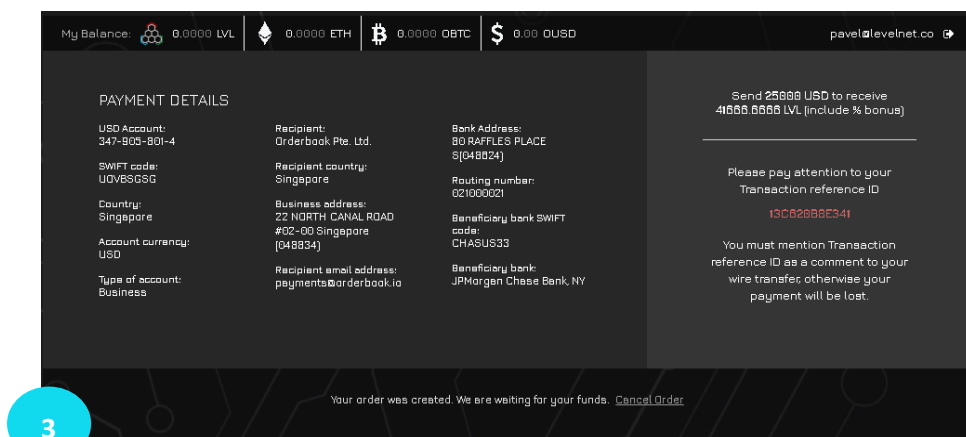 My Balance: 0.0000 LVL 0.0000 ETH 0.0000 OBTC 0.00 OUSD pavel@levelnet.co
PAYMENT DETAILS
USD Account:
347-905-801-4
SWIFT code:
UOVBSGSG
Country:
Singapore
Account currency:
USD
Type of account:
Business
Recipient:
Orderbook Pte. Ltd.
Recipient country:
Singapore
Business address:
22 NORTH CANAL ROAD
#02-00 Singapore
(048834)
Recipient email address:
payments@orderbook.io
Bank Address:
80 RAFFLES PLACE
S(048624)
Routing number:
021000021
Beneficiary bank SWIFT
code:
CHASUS33
Beneficiary bank:
JPMorgan Chase Bank, NY
Send 25000 USD to receive
41666.6666 LVL (include % bonus)
Please pay attention to your
Transaction reference ID
13C620B8E341
You must mention Transaction
reference ID as a comment to your
wire transfer, otherwise your
payment will be lost.
Your order was created. We are waiting for your funds. Cancel Order
3